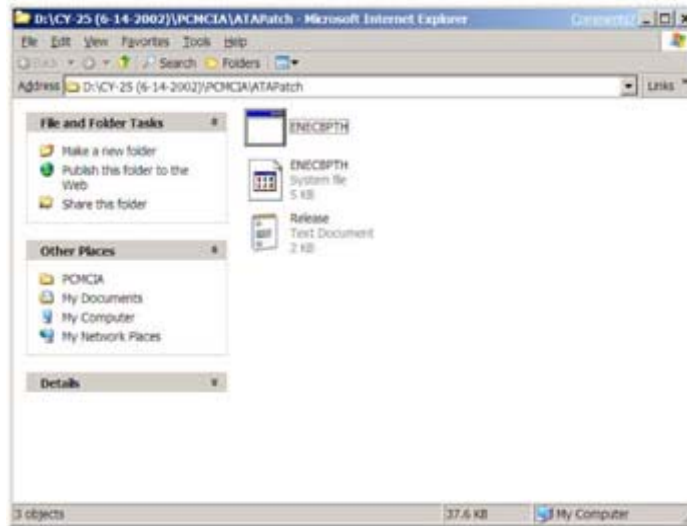 D:\CY-25 (6-14-2002)\PCMCIA\ATAPatch - Microsoft Internet Explorer
File Edit View Favorites Tools Help
Back Search Folders
Address D:\CY-25 (6-14-2002)\PCMCIA\ATAPatch Links
File and Folder Tasks
Make a new folder
Publish this folder to the
Web
Share this folder
Other Places
PCMCIA
My Documents
My Computer
My Network Places
Details
ENECBPTH
ENECBPTH
System file
5 KB
Release
Text Document
2 KB
3 objects 37.6 KB My Computer